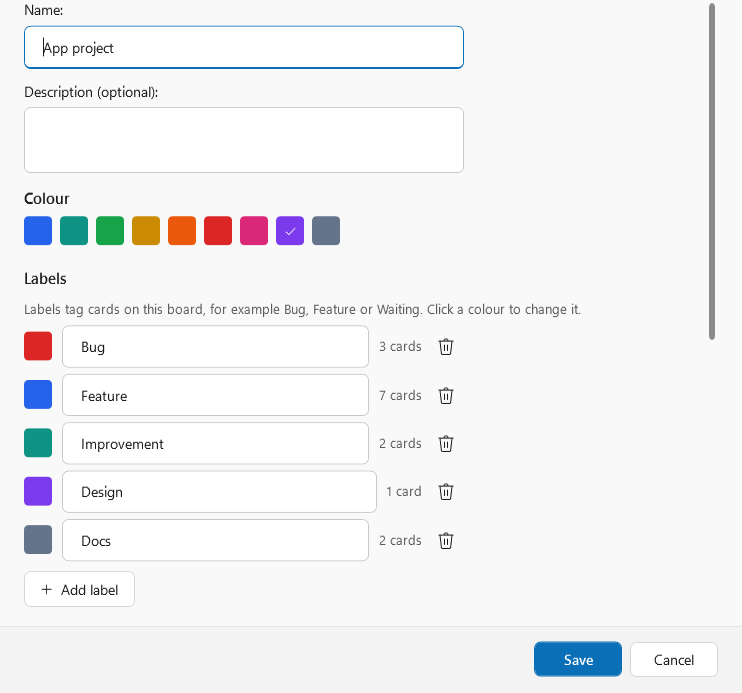 Name:
App project
Description (optional):
Colour
Labels
Labels tag cards on this board, for example Bug, Feature or Waiting. Click a colour to change it.
Bug 3 cards
Feature 7 cards
Improvement 2 cards
Design 1 card
Docs 2 cards
+ Add label
Save Cancel